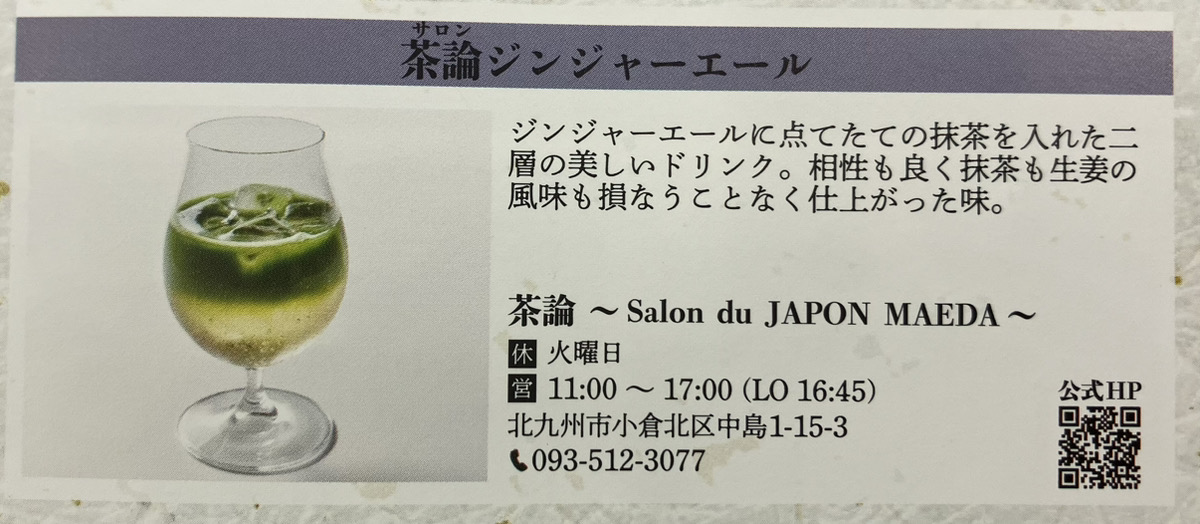 サロン
茶論ジンジャーエール
ジンジャーエールに点てたての抹茶を入れた二
層の美しいドリンク。相性も良く抹茶も生姜の
風味も損なうことなく仕上がった味。
茶論 ～Salon du JAPON MAEDA～
休 火曜日
営 11:00 ～ 17:00 (LO 16:45)
北九州市小倉北区中島1-15-3
093-512-3077
公式HP